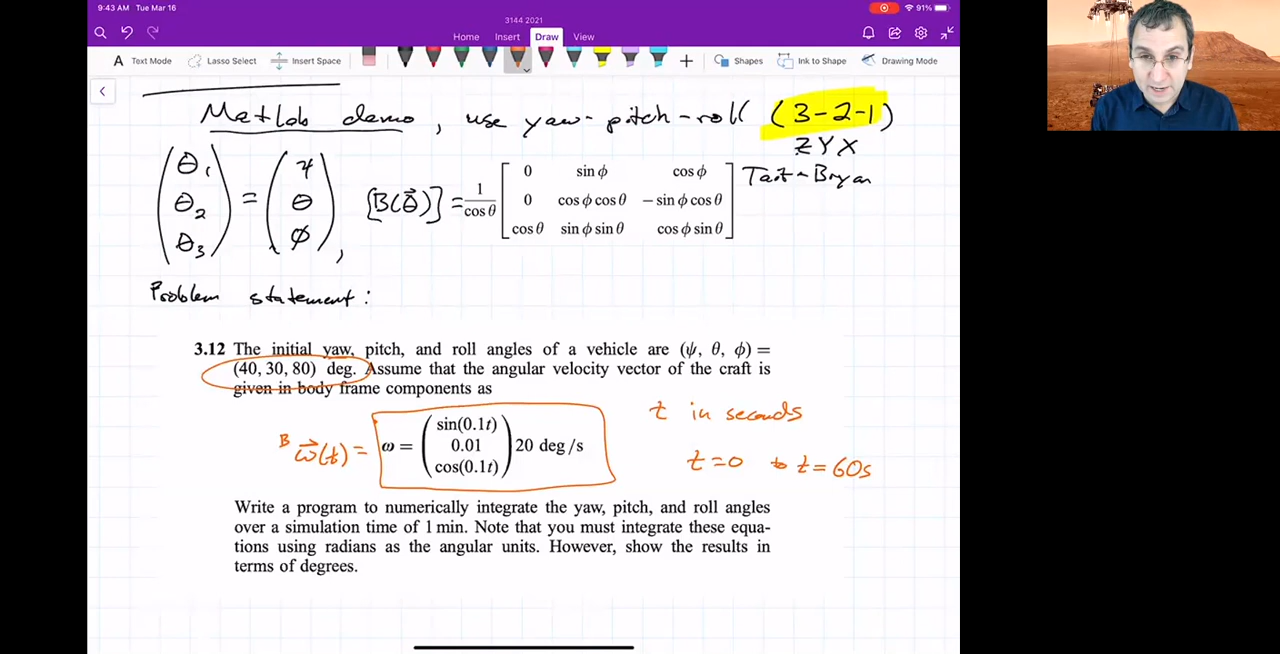 9:43 AM Tue Mar 16
91%
3144 2021
Home Insert Draw View
Text Mode
Lasso Select
Insert Space
Shapes
Ink to Shape
Drawing Mode
Matlab demo, use yaw-pitch-roll (3-2-1)
Z Y X
Tait-Bryan
(θ₁ θ₂ θ₃) = (ψ θ φ), [B(θ⃗)] = 1/cos θ
0 sin ϕ cos ϕ
0 cos ϕ cos θ − sin ϕ cos θ
cos θ sin ϕ sin θ cos ϕ sin θ
Problem statement:
3.12 The initial yaw, pitch, and roll angles of a vehicle are (ψ, θ, ϕ) =
(40, 30, 80) deg. Assume that the angular velocity vector of the craft is
given in body frame components as
t in seconds
ᴮω⃗(t) = ω = (sin(0.1t) 0.01 cos(0.1t)) 20 deg/s
t=0 to t=60s
Write a program to numerically integrate the yaw, pitch, and roll angles
over a simulation time of 1 min. Note that you must integrate these equa-
tions using radians as the angular units. However, show the results in
terms of degrees.